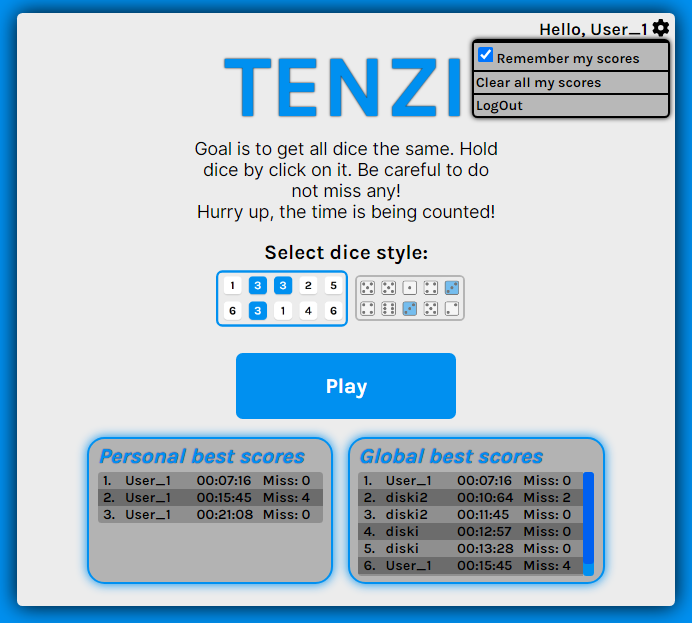 Hello, User_1
Remember my scores
Clear all my scores
LogOut
TENZI
Goal is to get all dice the same. Hold
dice by click on it. Be careful to do
not miss any!
Hurry up, the time is being counted!
Select dice style:
1 3 3 2 5
6 3 1 4 6
Play
Personal best scores
1. User_1 00:07:16 Miss: 0
2. User_1 00:15:45 Miss: 4
3. User_1 00:21:08 Miss: 0
Global best scores
1. User_1 00:07:16 Miss: 0
2. diski2 00:10:64 Miss: 2
3. diski2 00:11:45 Miss: 0
4. diski 00:12:57 Miss: 0
5. diski 00:13:28 Miss: 0
6. User_1 00:15:45 Miss: 4